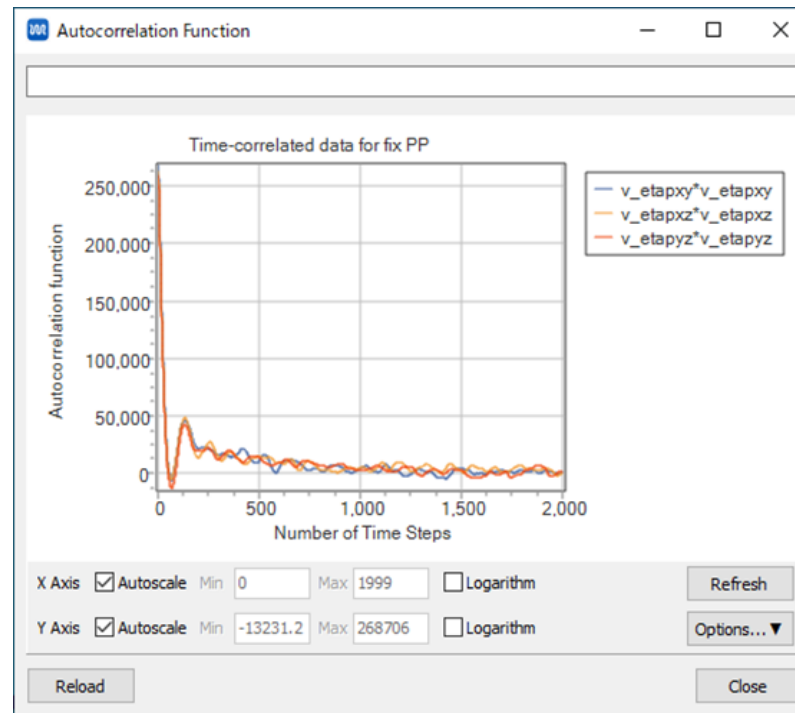 Autocorrelation Function
Time-correlated data for fix PP
250,000
200,000
150,000
100,000
50,000
0
Autocorrelation function
0 500 1,000 1,500 2,000
Number of Time Steps
v_etapxy*v_etapxy
v_etapxz*v_etapxz
v_etapyz*v_etapyz
X Axis Autoscale Min 0 Max 1999 Logarithm Refresh
Y Axis Autoscale Min -13231.2 Max 268706 Logarithm Options...▼
Reload Close